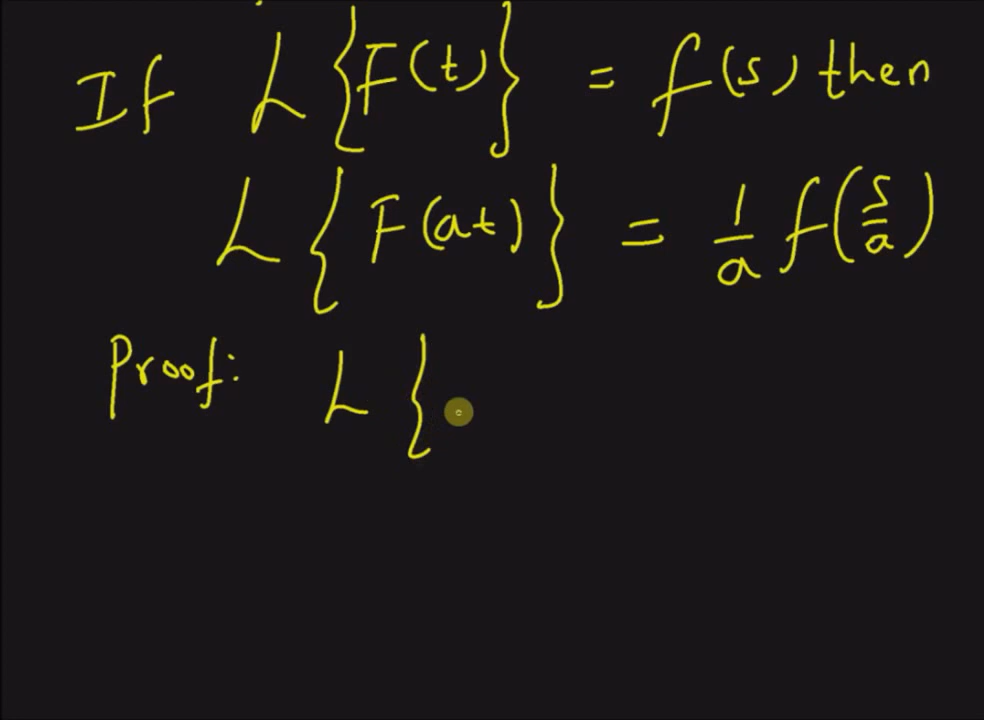 If L{F(t)} = f(s) then
L{F(at)} = 1/a f(s/a)
Proof: L {